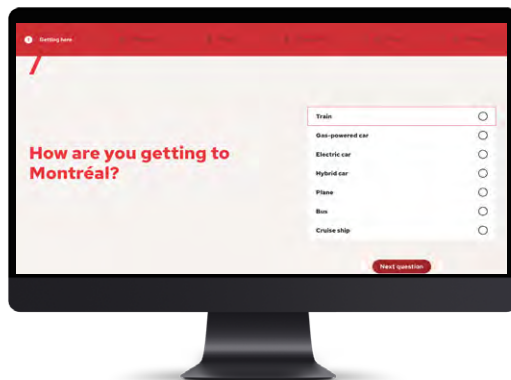 Getting here
How are you getting to
Montréal?
Train
Gas-powered car
Electric car
Hybrid car
Plane
Bus
Cruise ship
Next question